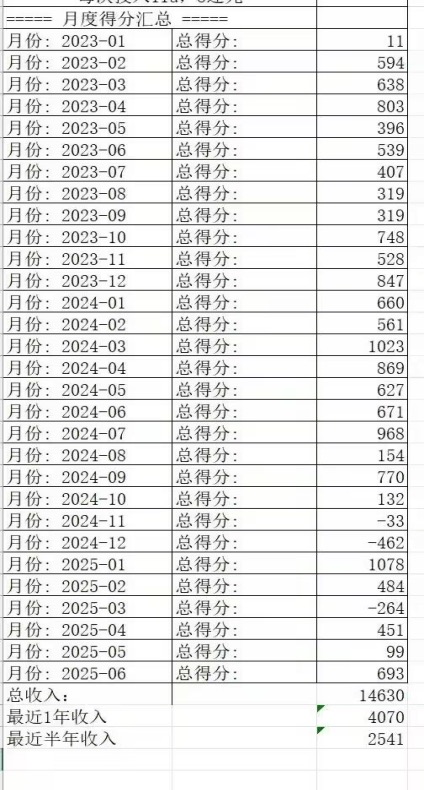 ===== 月度得分汇总 =====
月份: 2023-01 总得分: 11
月份: 2023-02 总得分: 594
月份: 2023-03 总得分: 638
月份: 2023-04 总得分: 803
月份: 2023-05 总得分: 396
月份: 2023-06 总得分: 539
月份: 2023-07 总得分: 407
月份: 2023-08 总得分: 319
月份: 2023-09 总得分: 319
月份: 2023-10 总得分: 748
月份: 2023-11 总得分: 528
月份: 2023-12 总得分: 847
月份: 2024-01 总得分: 660
月份: 2024-02 总得分: 561
月份: 2024-03 总得分: 1023
月份: 2024-04 总得分: 869
月份: 2024-05 总得分: 627
月份: 2024-06 总得分: 671
月份: 2024-07 总得分: 968
月份: 2024-08 总得分: 154
月份: 2024-09 总得分: 770
月份: 2024-10 总得分: 132
月份: 2024-11 总得分: -33
月份: 2024-12 总得分: -462
月份: 2025-01 总得分: 1078
月份: 2025-02 总得分: 484
月份: 2025-03 总得分: -264
月份: 2025-04 总得分: 451
月份: 2025-05 总得分: 99
月份: 2025-06 总得分: 693
总收入: 14630
最近1年收入 4070
最近半年收入 2541